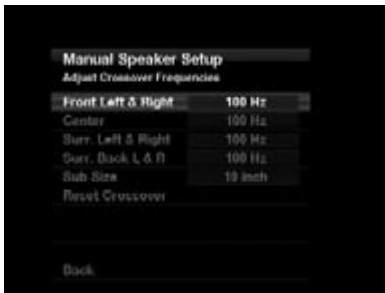 Manual Speaker Setup
Adjust Crossover Frequencies
Front Left & Right 100 Hz
Center 100 Hz
Surr. Left & Right 100 Hz
Surr. Back L & R 100 Hz
Sub Size 10 inch
Reset Crossover
Back